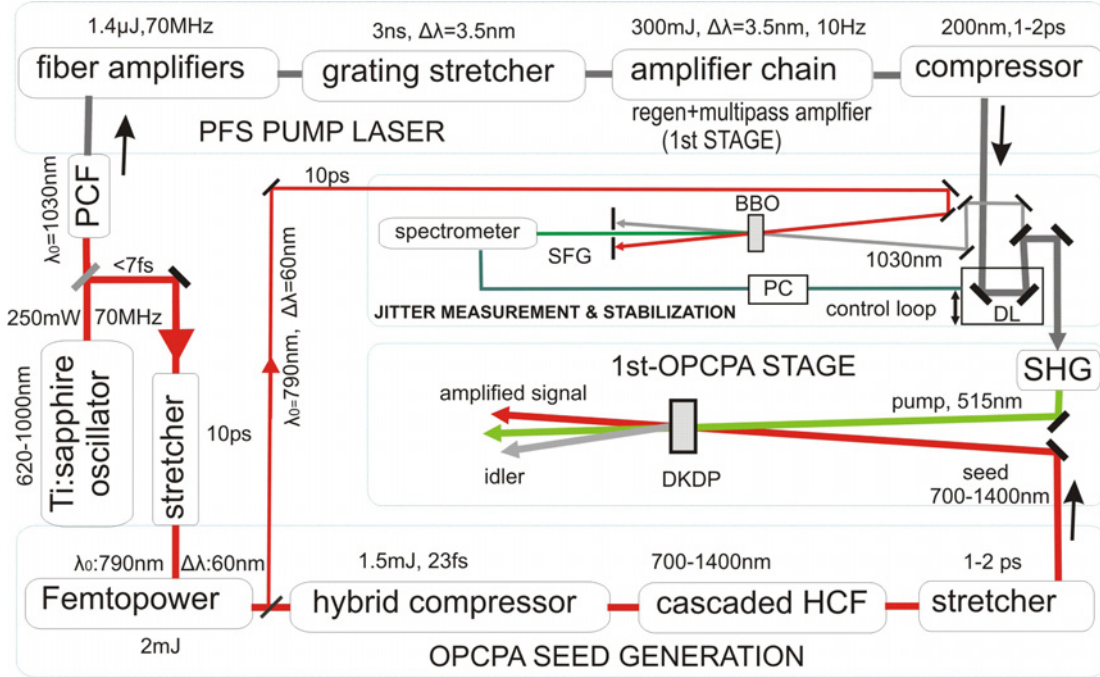 1.4µJ,70MHz
3ns, Δλ=3.5nm
300mJ, Δλ=3.5nm, 10Hz
200nm,1-2ps
fiber amplifiers
grating stretcher
amplifier chain
compressor
regen+multipass amplfier
(1st STAGE)
PFS PUMP LASER
λ₀=1030nm
PCF
10ps
BBO
spectrometer
SFG
1030nm
<7fs
PC
control loop
DL
JITTER MEASUREMENT & STABILIZATION
250mW
70MHz
λ₀=790nm, Δλ=60nm
620-1000nm
Ti:sapphire
oscillator
stretcher
10ps
1st-OPCPA STAGE
SHG
amplified signal
pump, 515nm
idler
DKDP
seed
700-1400nm
λ₀:790nm
Δλ:60nm
1.5mJ, 23fs
700-1400nm
1-2 ps
Femtopower
hybrid compressor
cascaded HCF
stretcher
2mJ
OPCPA SEED GENERATION